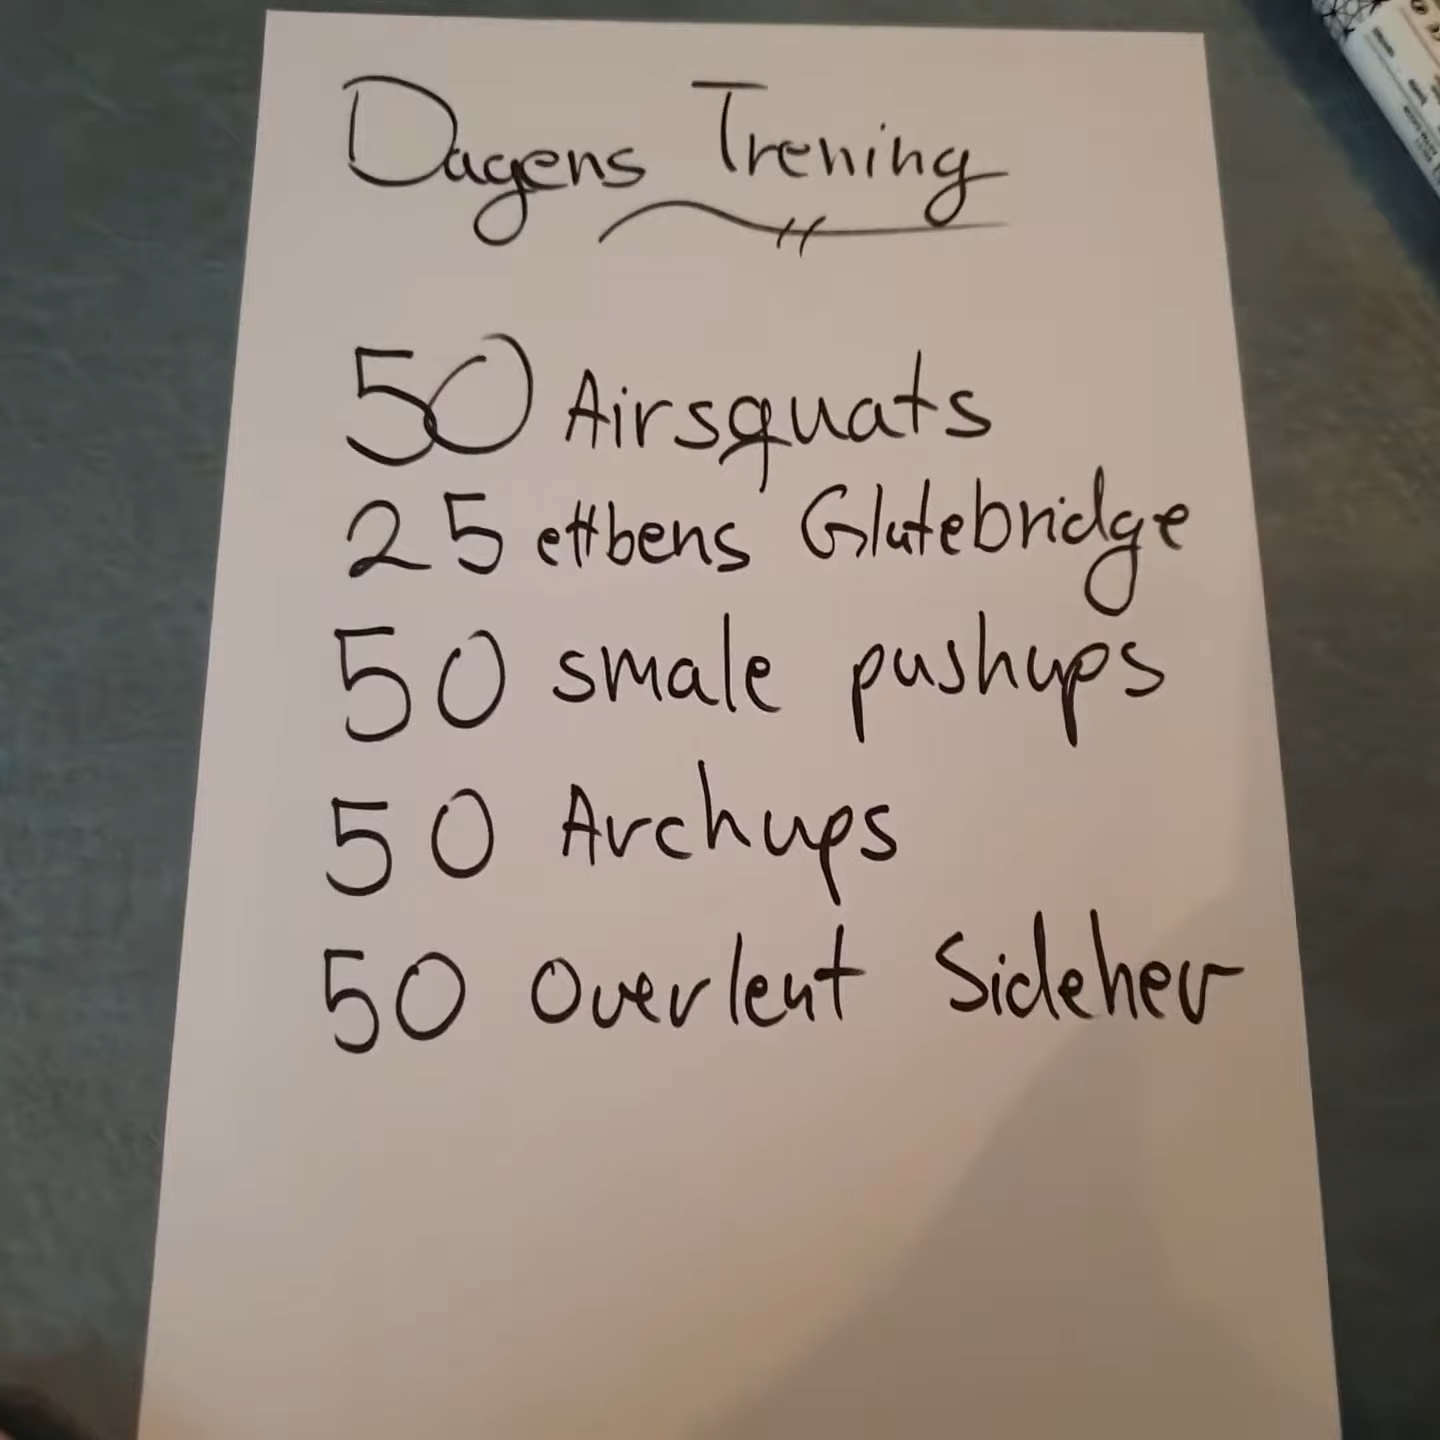 Dagens Trening
50 Airsquats
25 ettbens Glutebridge
50 smale pushups
50 Archups
50 Overlent Sidehev